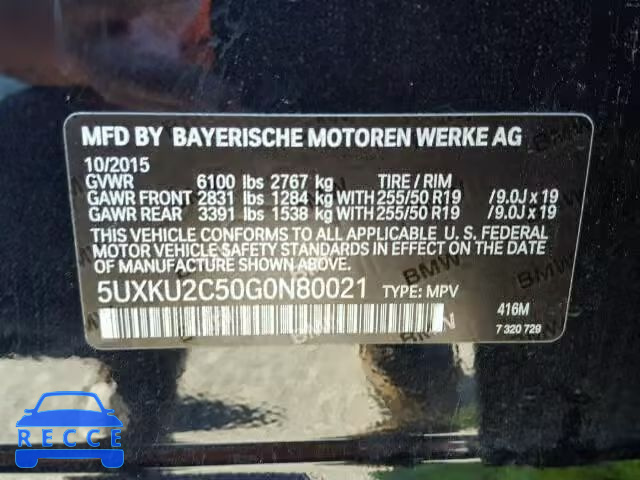 MFD BY BAYERISCHE MOTOREN WERKE AG
10/2015
GVWR 6100 lbs 2767 kg TIRE / RIM
GAWR FRONT 2831 lbs 1284 kg WITH 255/50 R19 /9.0J x 19
GAWR REAR 3391 lbs 1538 kg WITH 255/50 R19 /9.0J x 19
THIS VEHICLE CONFORMS TO ALL APPLICABLE U. S. FEDERAL
MOTOR VEHICLE SAFETY STANDARDS IN EFFECT ON THE DATE
OF MANUFACTURE SHOWN ABOVE.
5UXKU2C50G0N80021 TYPE: MPV
416M
7 320 729
BMW
RECCE